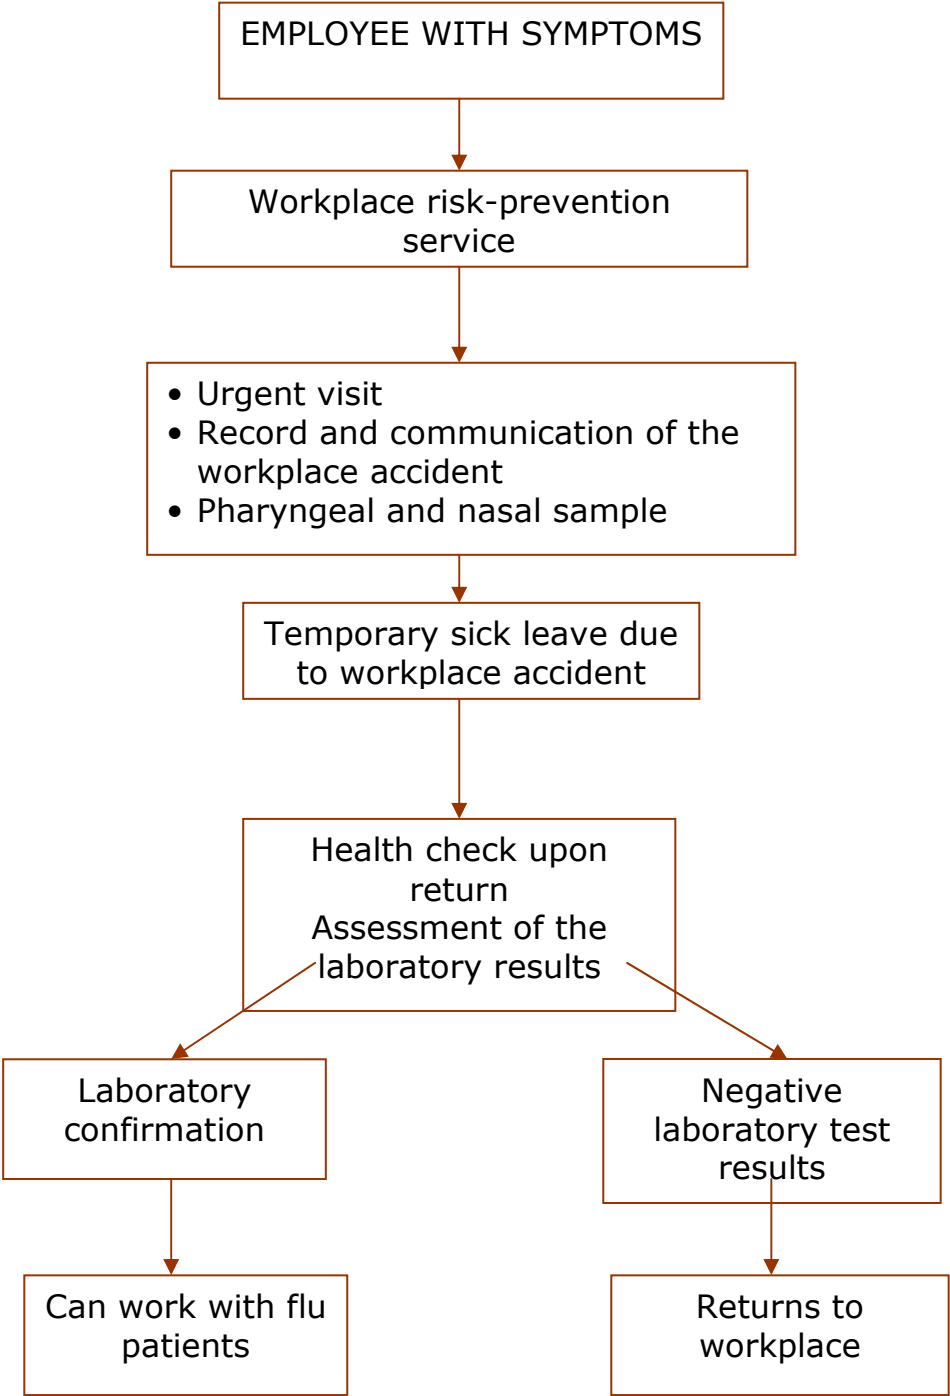 EMPLOYEE WITH SYMPTOMS
Workplace risk-prevention
service
• Urgent visit
• Record and communication of the
workplace accident
• Pharyngeal and nasal sample
Temporary sick leave due
to workplace accident
Health check upon
return
Assessment of the
laboratory results
Laboratory
confirmation
Negative
laboratory test
results
Can work with flu
patients
Returns to
workplace